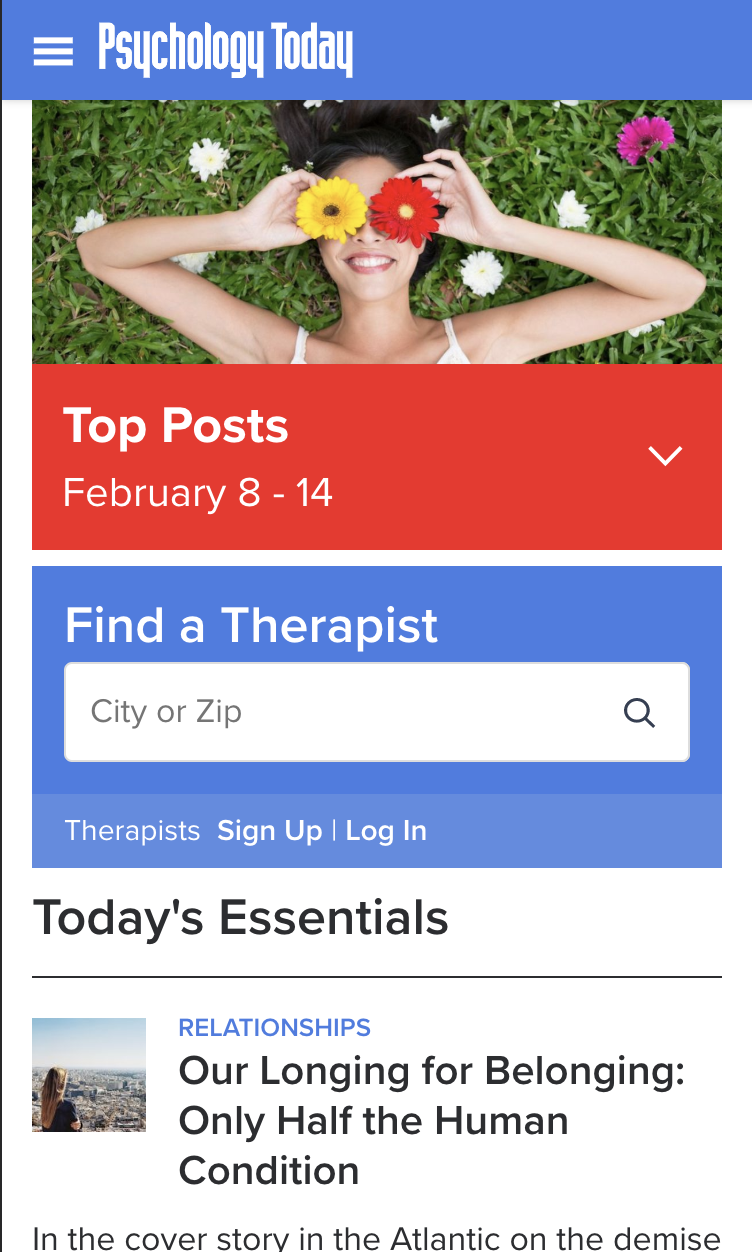 Psychology Today
Top Posts
February 8 - 14
Find a Therapist
City or Zip
Therapists Sign Up | Log In
Today's Essentials
RELATIONSHIPS
Our Longing for Belonging:
Only Half the Human
Condition
In the cover story in the Atlantic on the demise